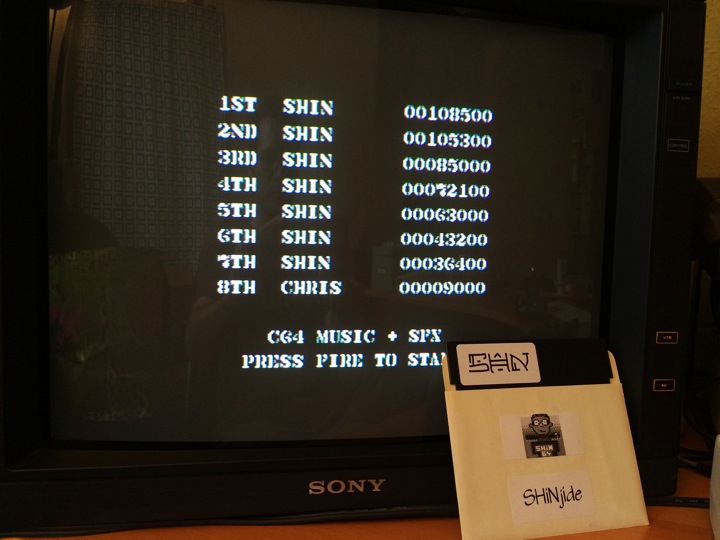 1ST SHIN 00108500
2ND SHIN 00105300
3RD SHIN 00085000
4TH SHIN 00072100
5TH SHIN 00063000
6TH SHIN 00043200
7TH SHIN 00036400
8TH CHRIS 00009000
C64 MUSIC + SFX
PRESS FIRE TO STA
SONY
SHiN
64
SHiNjide